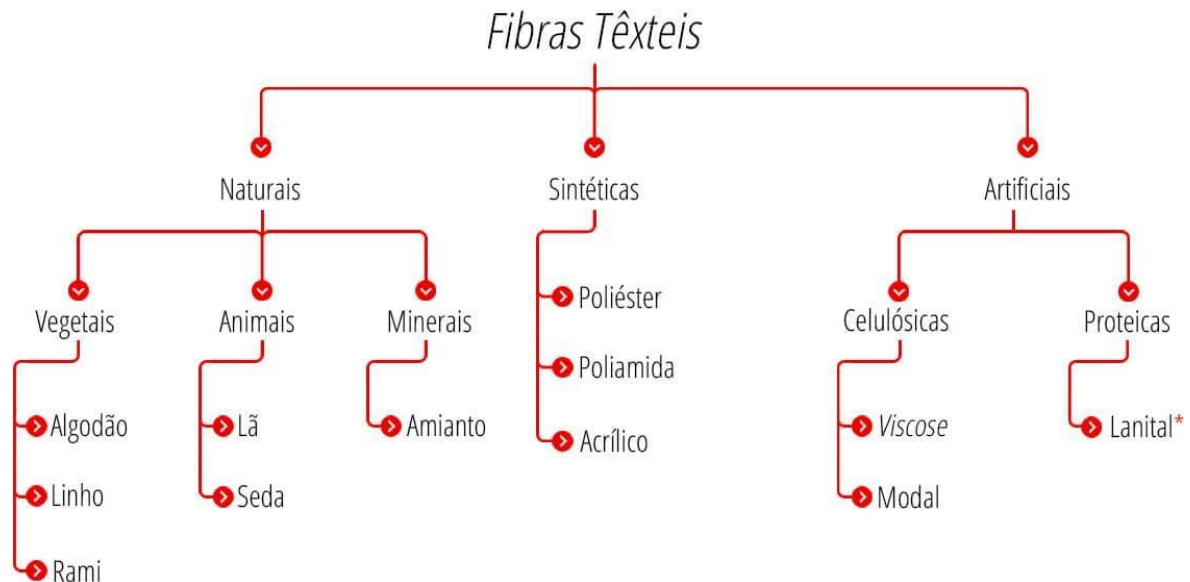 Fibras Têxteis
Naturais
Sintéticas
Artificiais
Vegetais
Animais
Minerais
Poliéster
Poliamida
Acrílico
Celulósicas
Proteicas
Algodão
Linho
Rami
Lã
Seda
Amianto
Viscose
Modal
Lanital*